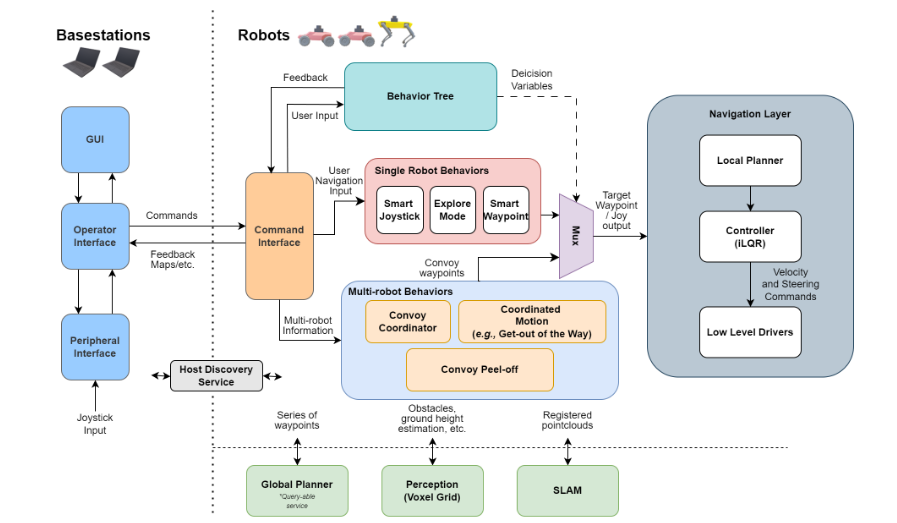 Basestations
Robots
GUI
Operator
Interface
Peripheral
Interface
Joystick
Input
Commands
Feedback
Maps/etc.
Host Discovery
Service
Feedback
User Input
Behavior Tree
Deicision
Variables
Command
Interface
User
Navigation
Input
Single Robot Behaviors
Smart
Joystick
Explore
Mode
Smart
Waypoint
Mux
Target
Waypoint
/ Joy
output
Convoy
waypoints
Multi-robot
Information
Multi-robot Behaviors
Convoy
Coordinator
Coordinated
Motion
(e.g., Get-out of the Way)
Convoy Peel-off
Navigation Layer
Local Planner
Controller
(iLQR)
Velocity
and Steering
Commands
Low Level Drivers
Series of
waypoints
Obstacles,
ground height
estimation, etc.
Registered
pointclouds
Global Planner
*Query-able
service
Perception
(Voxel Grid)
SLAM